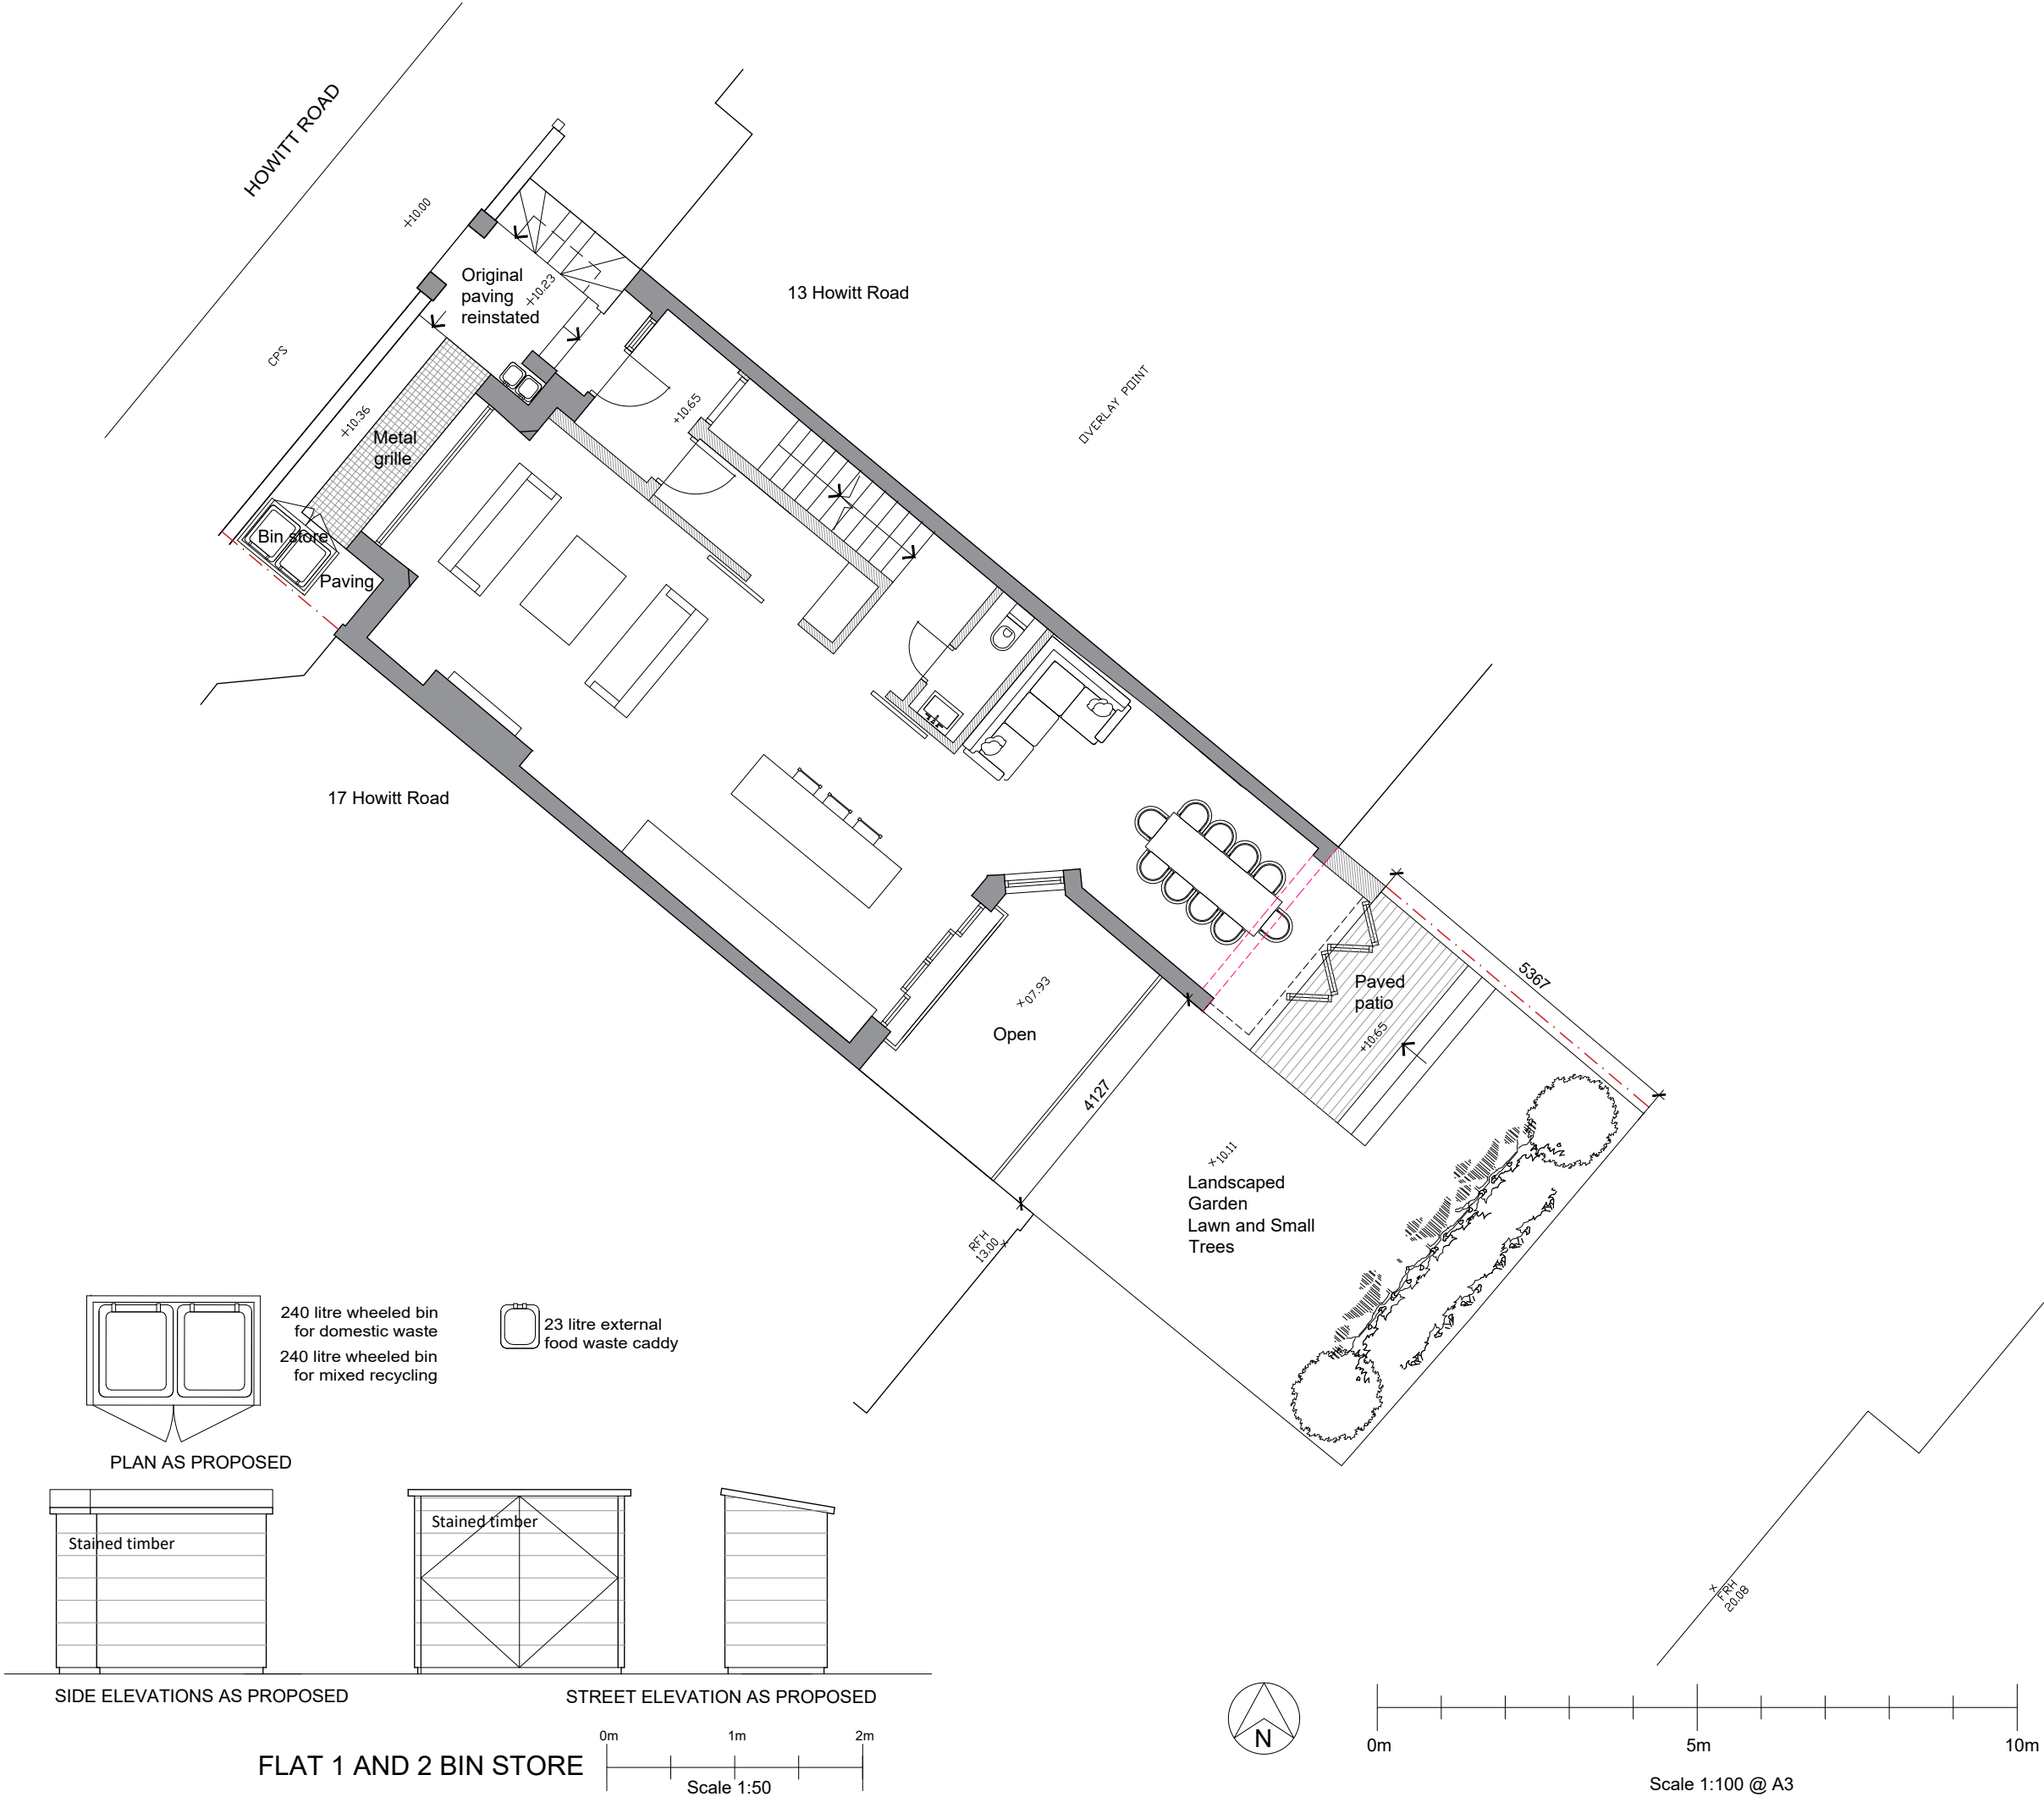 HOWITT ROAD
+10.00
Original
paving
reinstated
+10.23
13 Howitt Road
CPS
+10.36
Metal
grille
+10.65
OVERLAY POINT
Bin store
Paving
17 Howitt Road
5367
Paved
patio
+10.65
×07.93
Open
4127
×10.11
Landscaped
Garden
Lawn and Small
Trees
RFH
13.00 ×
240 litre wheeled bin
for domestic waste
240 litre wheeled bin
for mixed recycling
23 litre external
food waste caddy
PLAN AS PROPOSED
Stained timber
Stained timber
SIDE ELEVATIONS AS PROPOSED
STREET ELEVATION AS PROPOSED
× FRH
20.08
FLAT 1 AND 2 BIN STORE
0m 1m 2m
Scale 1:50
N
0m 5m 10m
Scale 1:100 @ A3